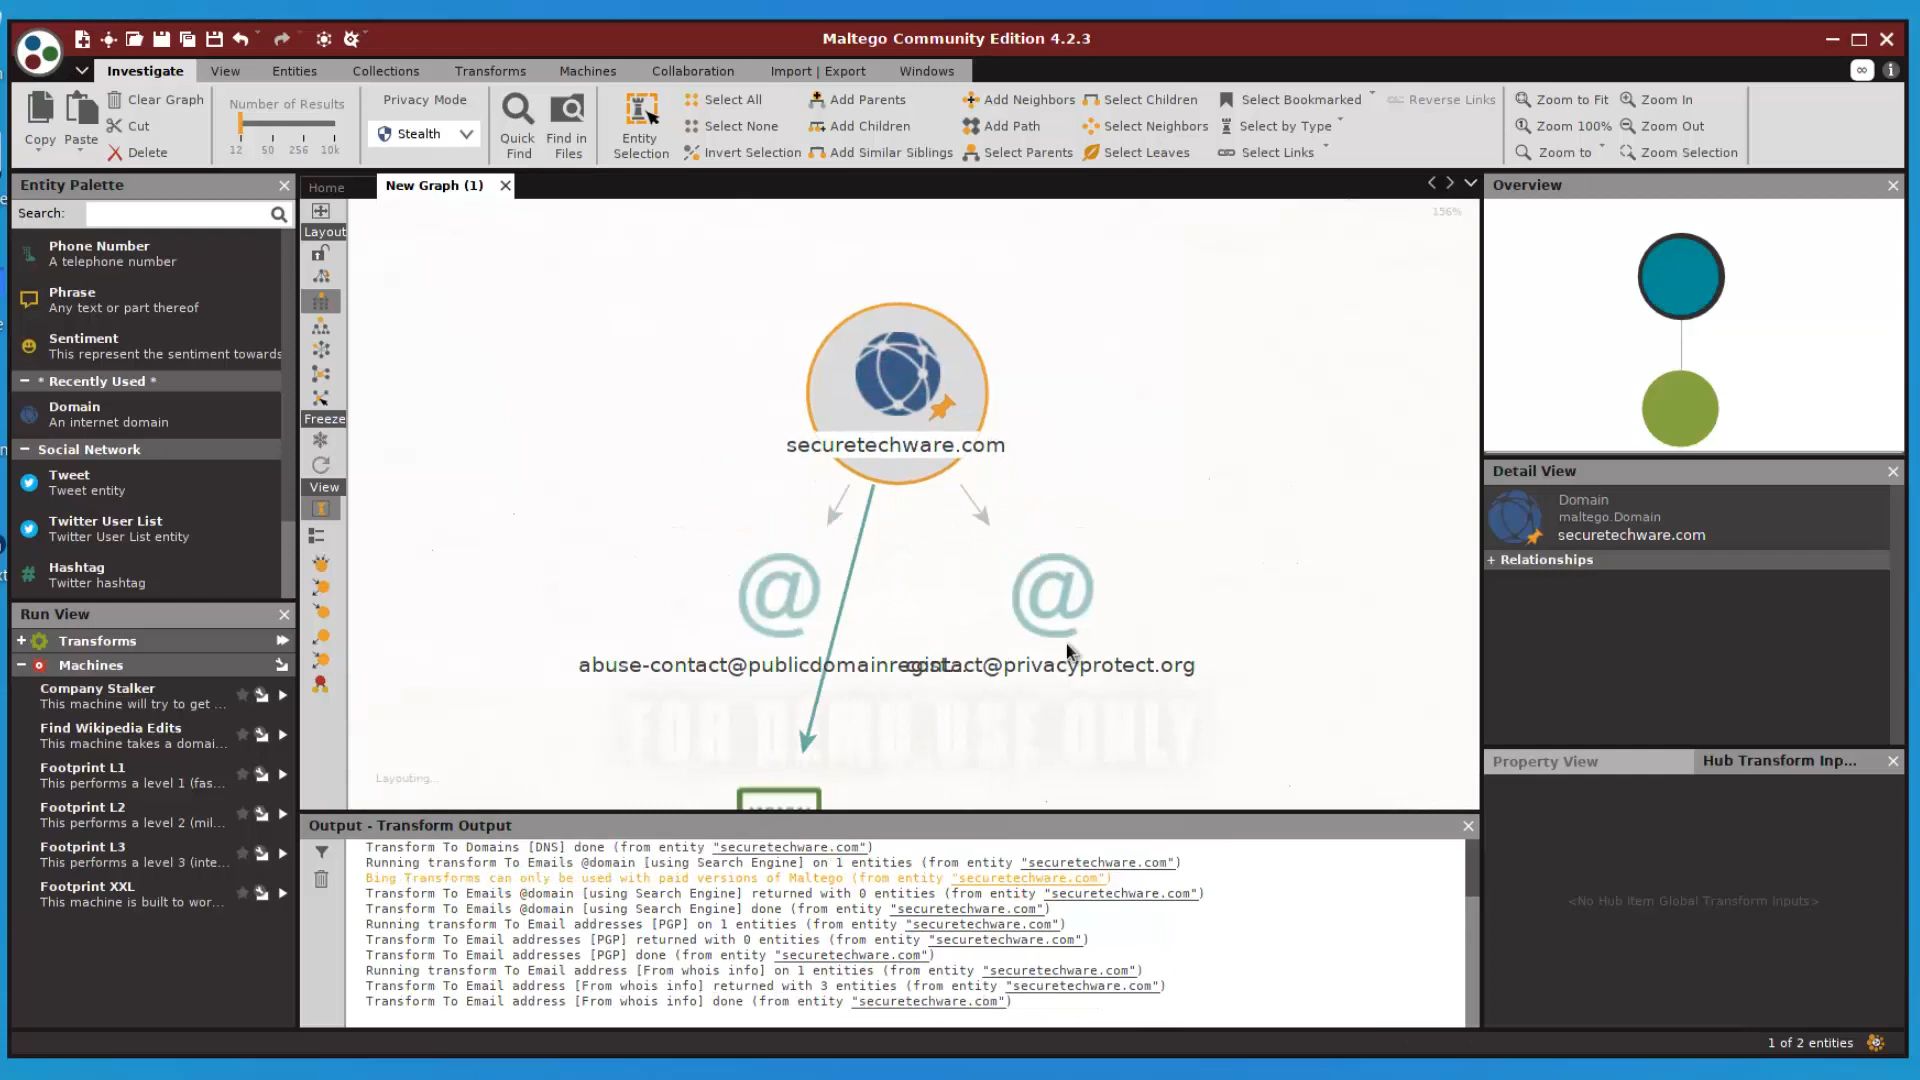 Maltego Community Edition 4.2.3
Investigate View Entities Collections Transforms Machines Collaboration Import | Export Windows
Copy
Paste
Clear Graph
Cut
Delete
Number of Results
12 50 256 10k
Privacy Mode
Stealth
Quick Find
Find in Files
Entity Selection
Select All
Select None
Invert Selection
Add Parents
Add Children
Add Similar Siblings
Add Neighbors
Add Path
Select Parents
Select Children
Select Neighbors
Select Leaves
Select Bookmarked
Select by Type
Select Links
Reverse Links
Zoom to Fit
Zoom 100%
Zoom to
Zoom In
Zoom Out
Zoom Selection
Entity Palette
Search:
Phone Number
A telephone number
Phrase
Any text or part thereof
Sentiment
This represent the sentiment towards
* Recently Used *
Domain
An internet domain
Social Network
Tweet
Tweet entity
Twitter User List
Twitter User List entity
Hashtag
Twitter hashtag
Run View
Transforms
Machines
Company Stalker
This machine will try to get ...
Find Wikipedia Edits
This machine takes a domai...
Footprint L1
This performs a level 1 (fas...
Footprint L2
This performs a level 2 (mil...
Footprint L3
This performs a level 3 (inte...
Footprint XXL
This machine is built to wor...
Home
New Graph (1)
Layout
Freeze
View
156%
securetechware.com
abuse-contact@publicdomainregist...
contact@privacyprotect.org
FOR DEMO USE ONLY
Layouting...
Output - Transform Output
Transform To Domains [DNS] done (from entity "securetechware.com")
Running transform To Emails @domain [using Search Engine] on 1 entities (from entity "securetechware.com")
Bing Transforms can only be used with paid versions of Maltego (from entity "securetechware.com")
Transform To Emails @domain [using Search Engine] returned with 0 entities (from entity "securetechware.com")
Transform To Emails @domain [using Search Engine] done (from entity "securetechware.com")
Running transform To Email addresses [PGP] on 1 entities (from entity "securetechware.com")
Transform To Email addresses [PGP] returned with 0 entities (from entity "securetechware.com")
Transform To Email addresses [PGP] done (from entity "securetechware.com")
Running transform To Email address [From whois info] on 1 entities (from entity "securetechware.com")
Transform To Email address [From whois info] returned with 3 entities (from entity "securetechware.com")
Transform To Email address [From whois info] done (from entity "securetechware.com")
Overview
Detail View
Domain
maltego.Domain
securetechware.com
+ Relationships
Property View
Hub Transform Inp...
<No Hub Item Global Transform Inputs>
1 of 2 entities